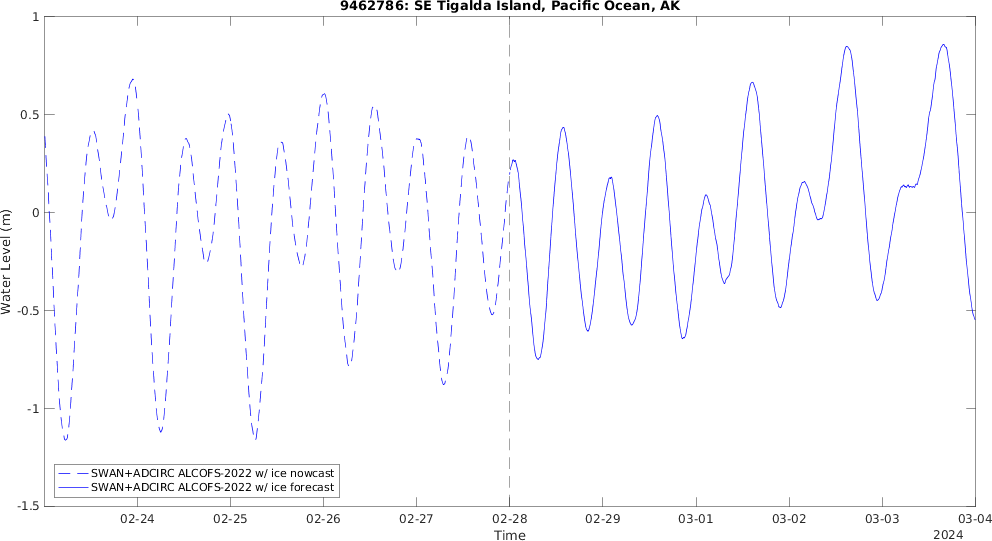 9462786: SE Tigalda Island, Pacific Ocean, AK
1
0.5
0
-0.5
-1
-1.5
Water Level (m)
SWAN+ADCIRC ALCOFS-2022 w/ ice nowcast
SWAN+ADCIRC ALCOFS-2022 w/ ice forecast
02-24 02-25 02-26 02-27 02-28 02-29 03-01 03-02 03-03 03-04
Time
2024